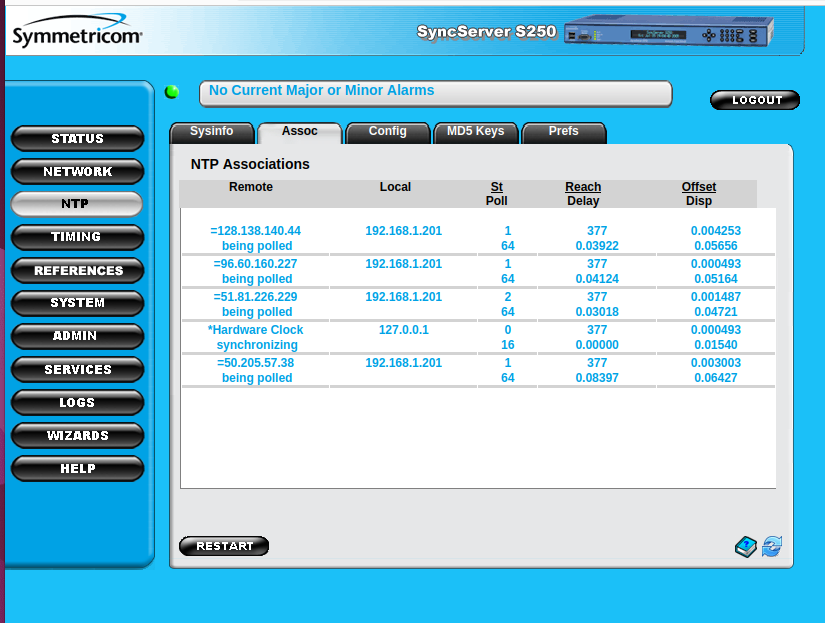 Symmetricom
SyncServer S250
No Current Major or Minor Alarms
LOGOUT
STATUS
NETWORK
NTP
TIMING
REFERENCES
SYSTEM
ADMIN
SERVICES
LOGS
WIZARDS
HELP
Sysinfo Assoc Config MD5 Keys Prefs
NTP Associations
Remote Local St Reach Offset
Poll Delay Disp
=128.138.140.44 192.168.1.201 1 377 0.004253
being polled 64 0.03922 0.05656
=96.60.160.227 192.168.1.201 1 377 0.000493
being polled 64 0.04124 0.05164
=51.81.226.229 192.168.1.201 2 377 0.001487
being polled 64 0.03018 0.04721
*Hardware Clock 127.0.0.1 0 377 0.000493
synchronizing 16 0.00000 0.01540
=50.205.57.38 192.168.1.201 1 377 0.003003
being polled 64 0.08397 0.06427
RESTART